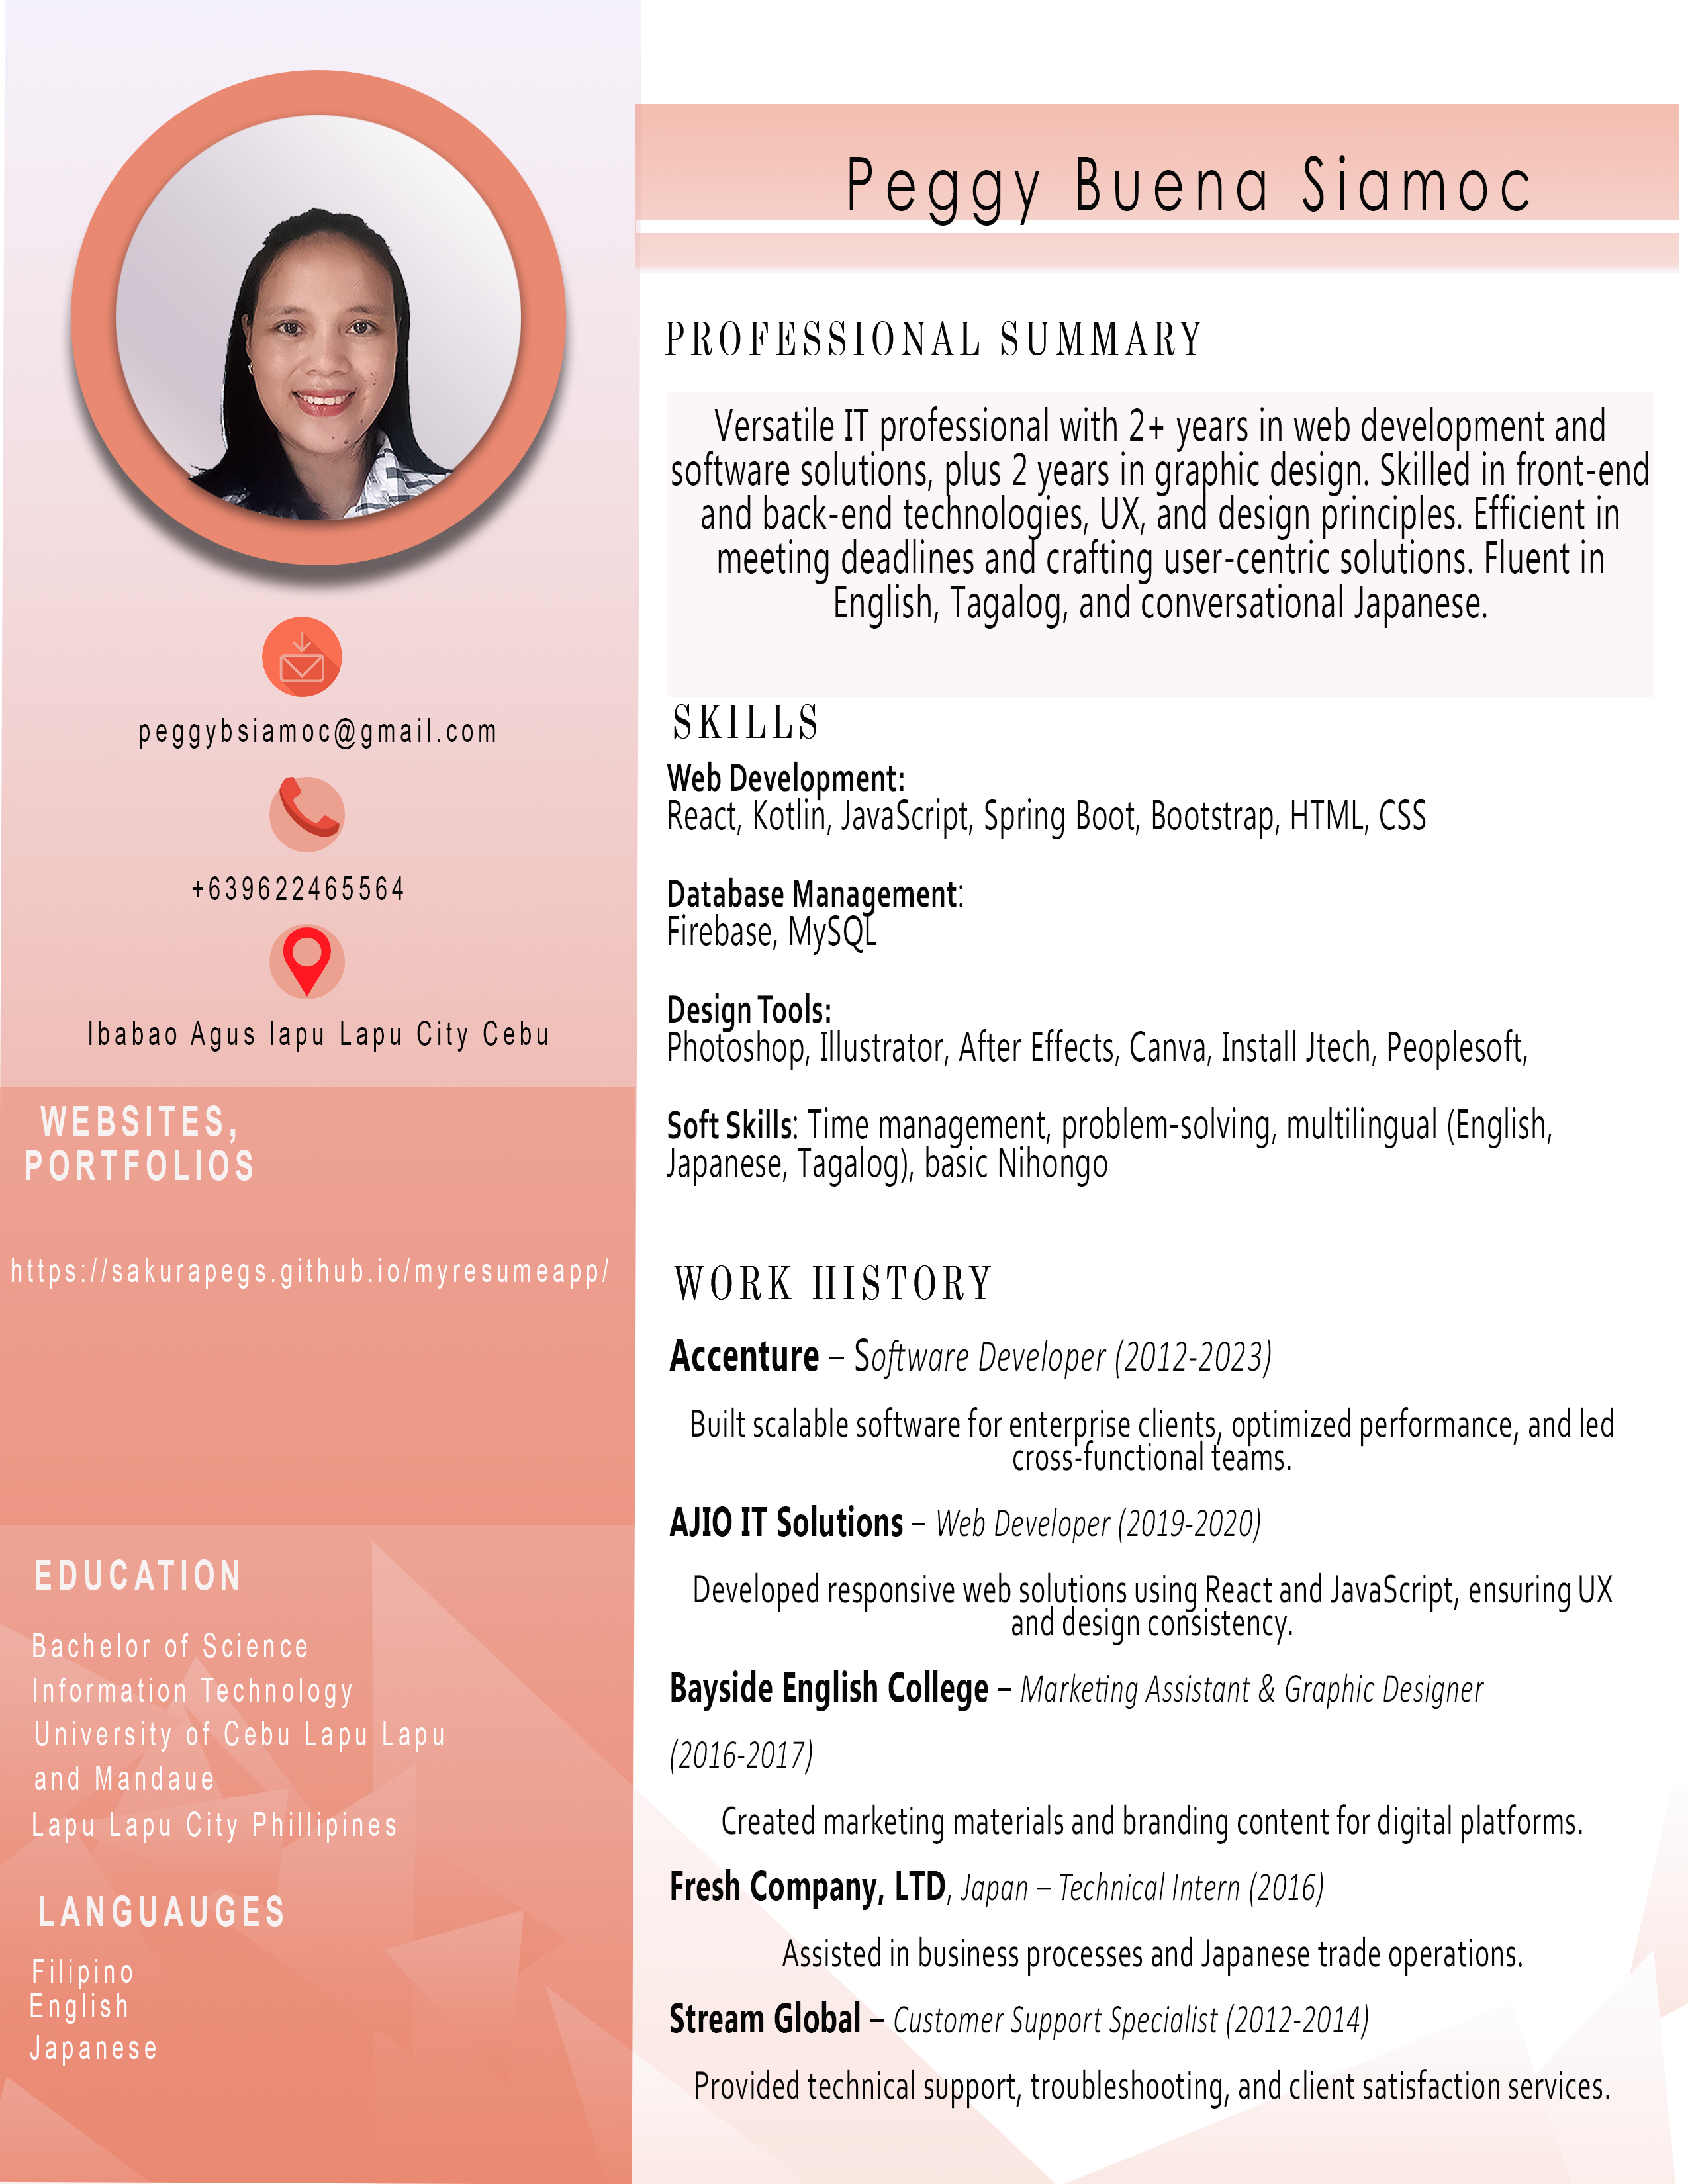 Peggy Buena Siamoc
peggybsiamoc@gmail.com
+639622465564
Ibabao Agus lapu Lapu City Cebu
WEBSITES,
PORTFOLIOS
https://sakurapegs.github.io/myresumeapp/
EDUCATION
Bachelor of Science
Information Technology
University of Cebu Lapu Lapu
and Mandaue
Lapu Lapu City Phillipines
LANGUAUGES
Filipino
English
Japanese
PROFESSIONAL SUMMARY
Versatile IT professional with 2+ years in web development and
software solutions, plus 2 years in graphic design. Skilled in front-end
and back-end technologies, UX, and design principles. Efficient in
meeting deadlines and crafting user-centric solutions. Fluent in
English, Tagalog, and conversational Japanese.
SKILLS
Web Development:
React, Kotlin, JavaScript, Spring Boot, Bootstrap, HTML, CSS
Database Management:
Firebase, MySQL
Design Tools:
Photoshop, Illustrator, After Effects, Canva, Install Jtech, Peoplesoft,
Soft Skills: Time management, problem-solving, multilingual (English,
Japanese, Tagalog), basic Nihongo
WORK HISTORY
Accenture – Software Developer (2012-2023)
Built scalable software for enterprise clients, optimized performance, and led
cross-functional teams.
AJIO IT Solutions – Web Developer (2019-2020)
Developed responsive web solutions using React and JavaScript, ensuring UX
and design consistency.
Bayside English College – Marketing Assistant & Graphic Designer
(2016-2017)
Created marketing materials and branding content for digital platforms.
Fresh Company, LTD, Japan – Technical Intern (2016)
Assisted in business processes and Japanese trade operations.
Stream Global – Customer Support Specialist (2012-2014)
Provided technical support, troubleshooting, and client satisfaction services.